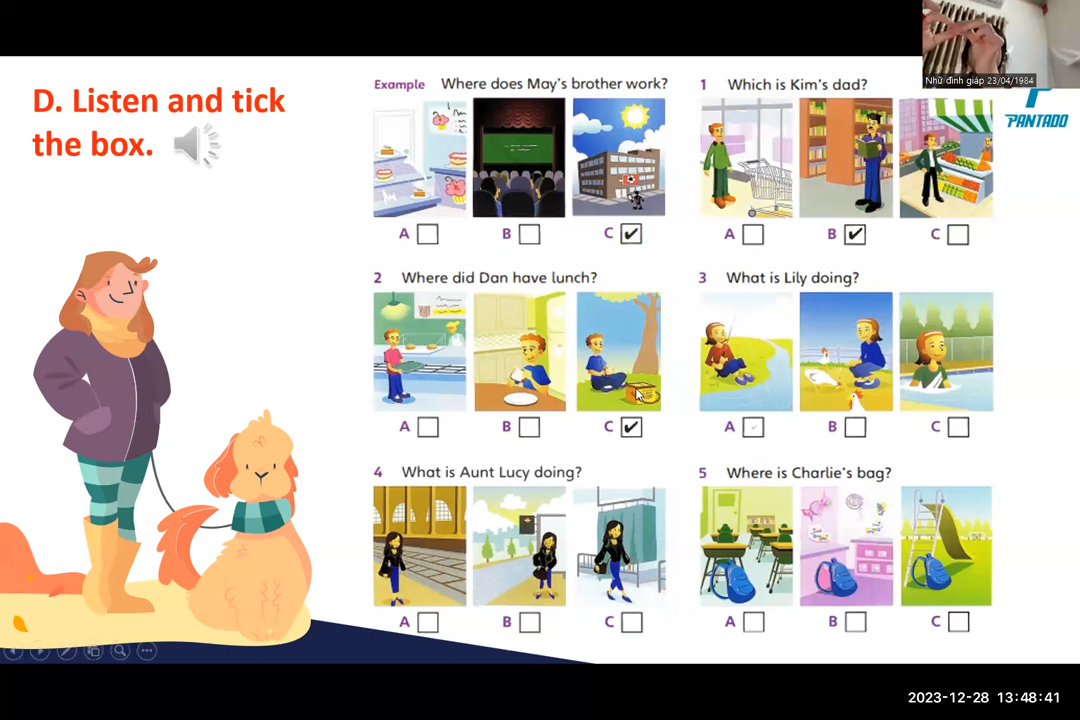 D. Listen and tick
the box.
Example Where does May's brother work?
A B C
1 Which is Kim's dad?
A B C
2 Where did Dan have lunch?
A B C
3 What is Lily doing?
A B C
4 What is Aunt Lucy doing?
A B C
5 Where is Charlie's bag?
A B C
Nhữ đình giáp 23/04/1984
PANTADO
2023-12-28 13:48:41